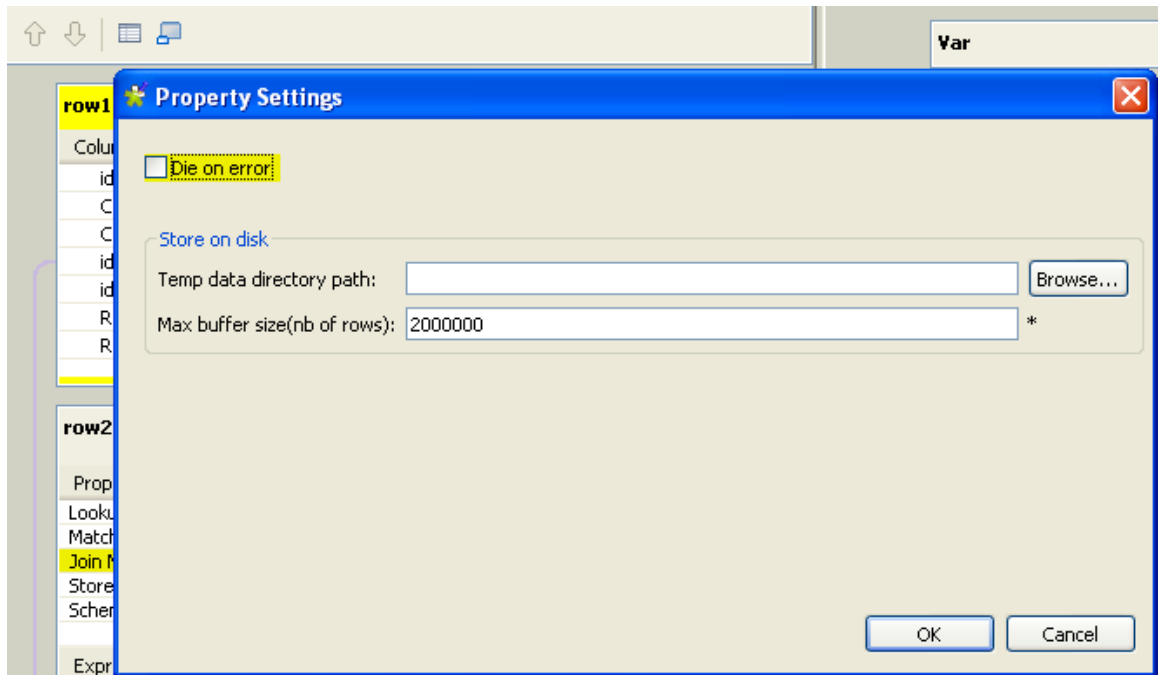 Var
row1
Property Settings
Colu
Die on error
id
C
C
Store on disk
id
Temp data directory path:
Browse...
id
R
Max buffer size(nb of rows):
2000000
*
R
row2
Prop
Looku
Match
Join M
Store
Scher
OK
Cancel
Expr